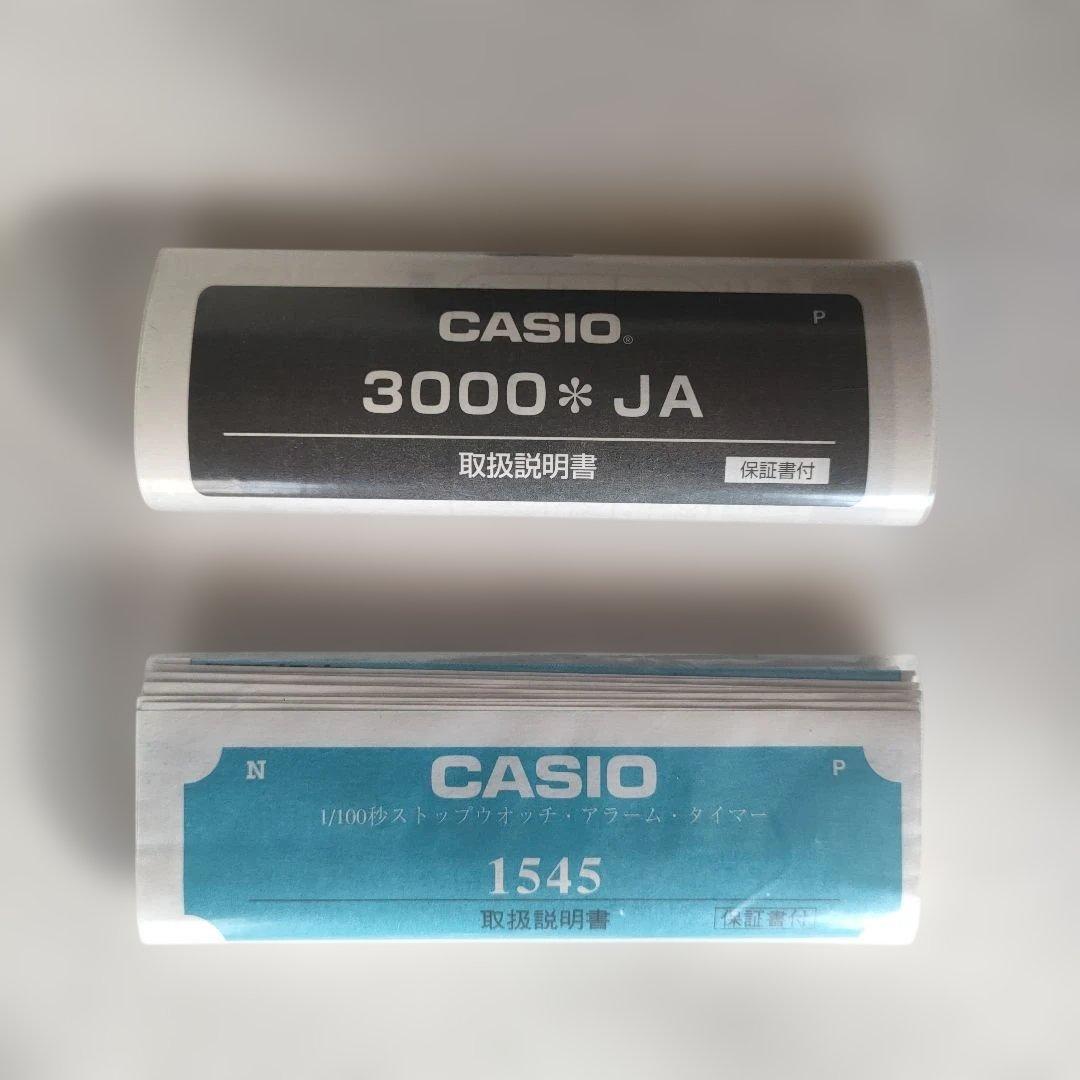 CASIO®
P
3000* JA
取扱説明書
保証書付
N
CASIO
P
1/100秒ストップウオッチ・アラーム・タイマー
1545
取扱説明書
保証書付